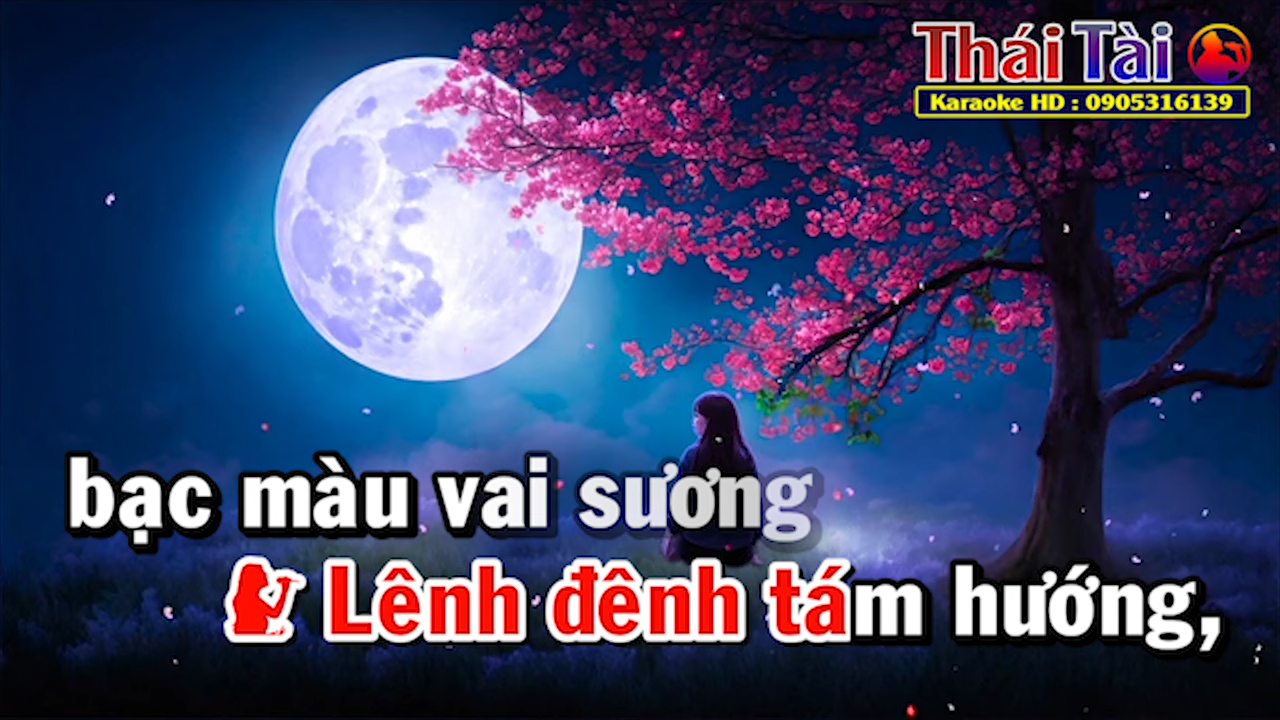 Thái Tài
Karaoke HD : 0905316139
bạc màu vai sương
Lênh đênh tám hướng,